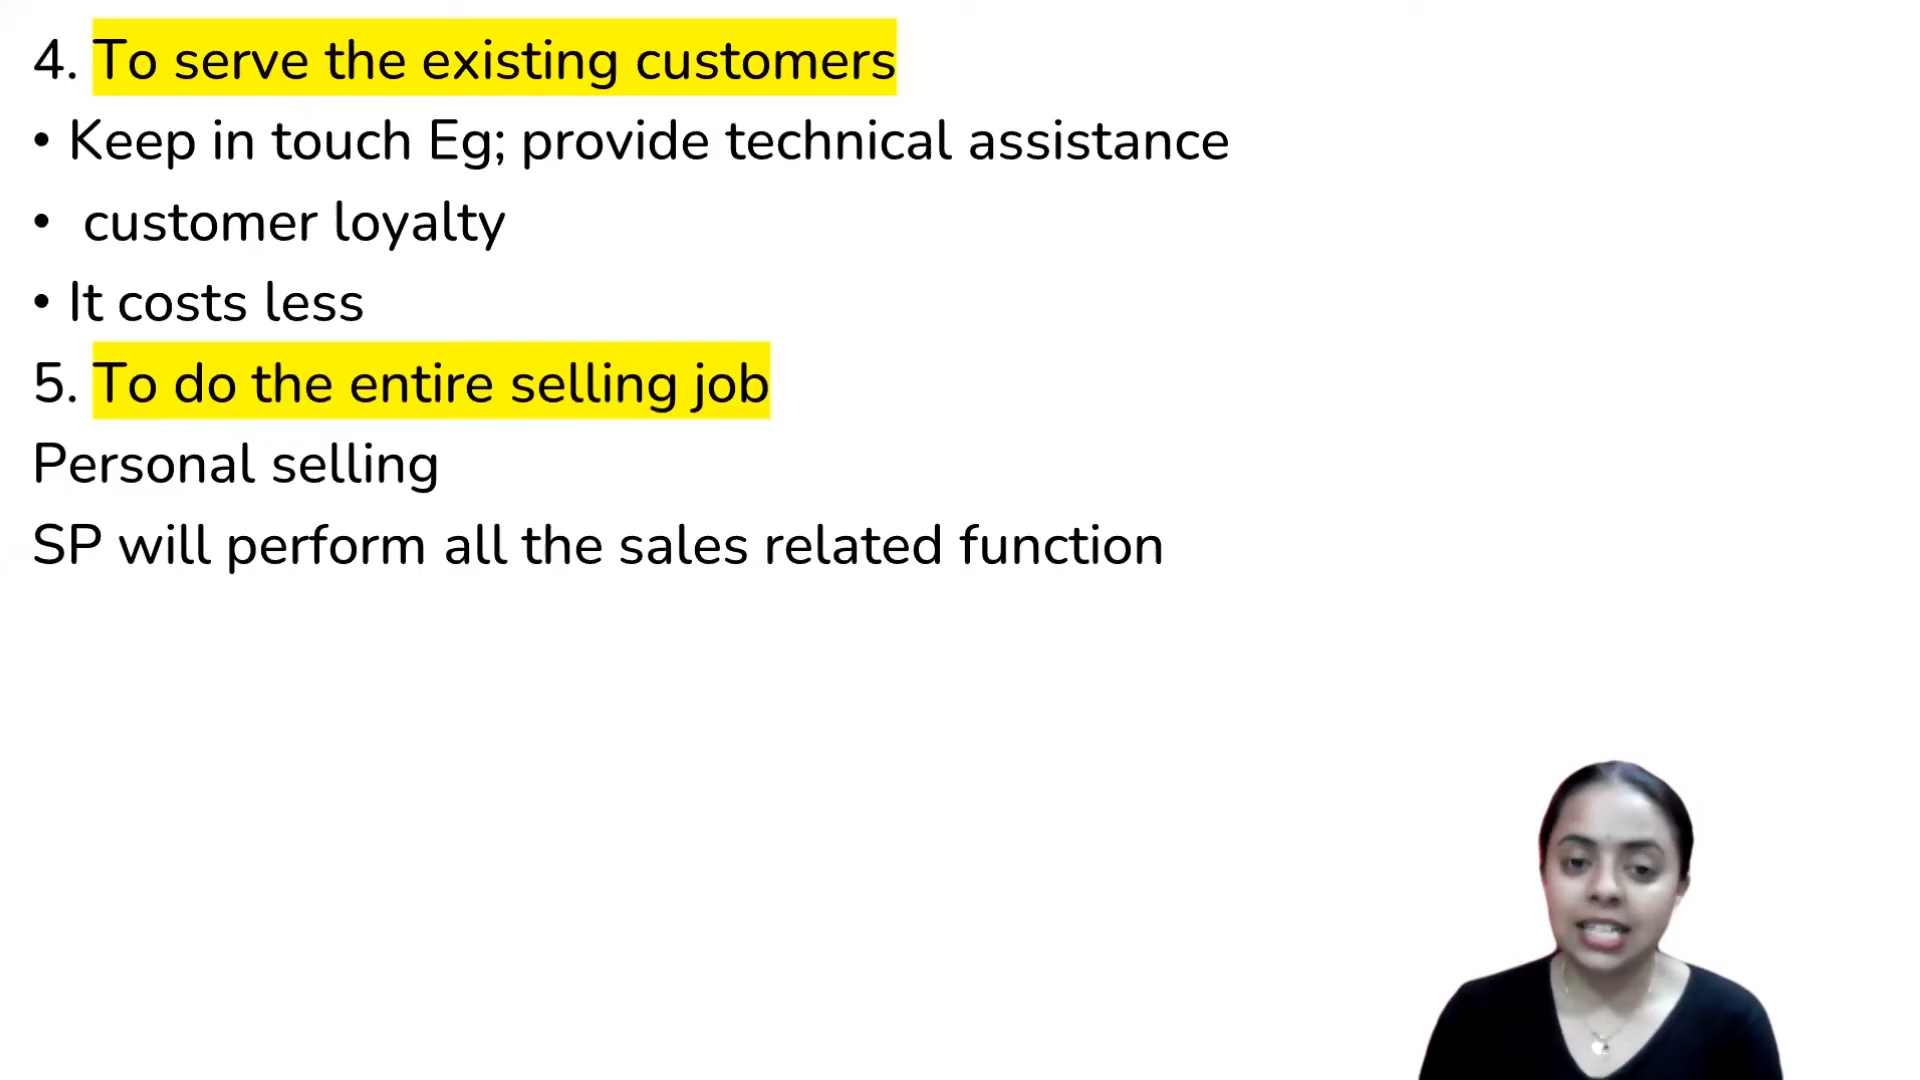 4. To serve the existing customers
• Keep in touch Eg; provide technical assistance
• customer loyalty
• It costs less
5. To do the entire selling job
Personal selling
SP will perform all the sales related function